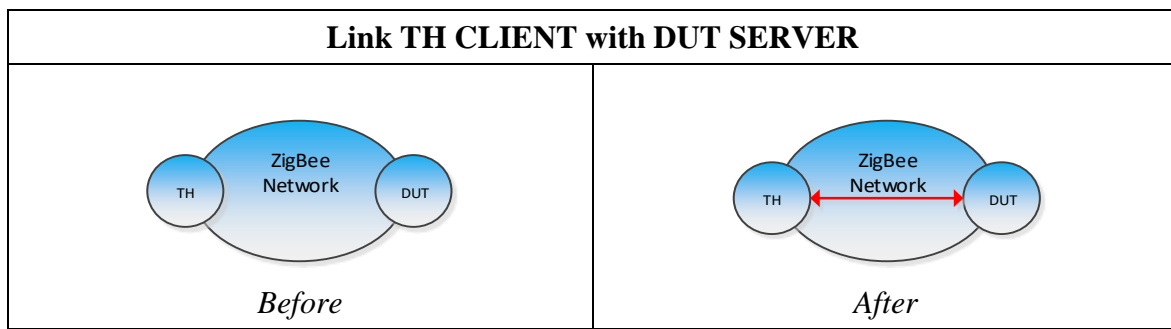 Link TH CLIENT with DUT SERVER
ZigBee
Network
TH
DUT
Before
ZigBee
Network
TH
DUT
After